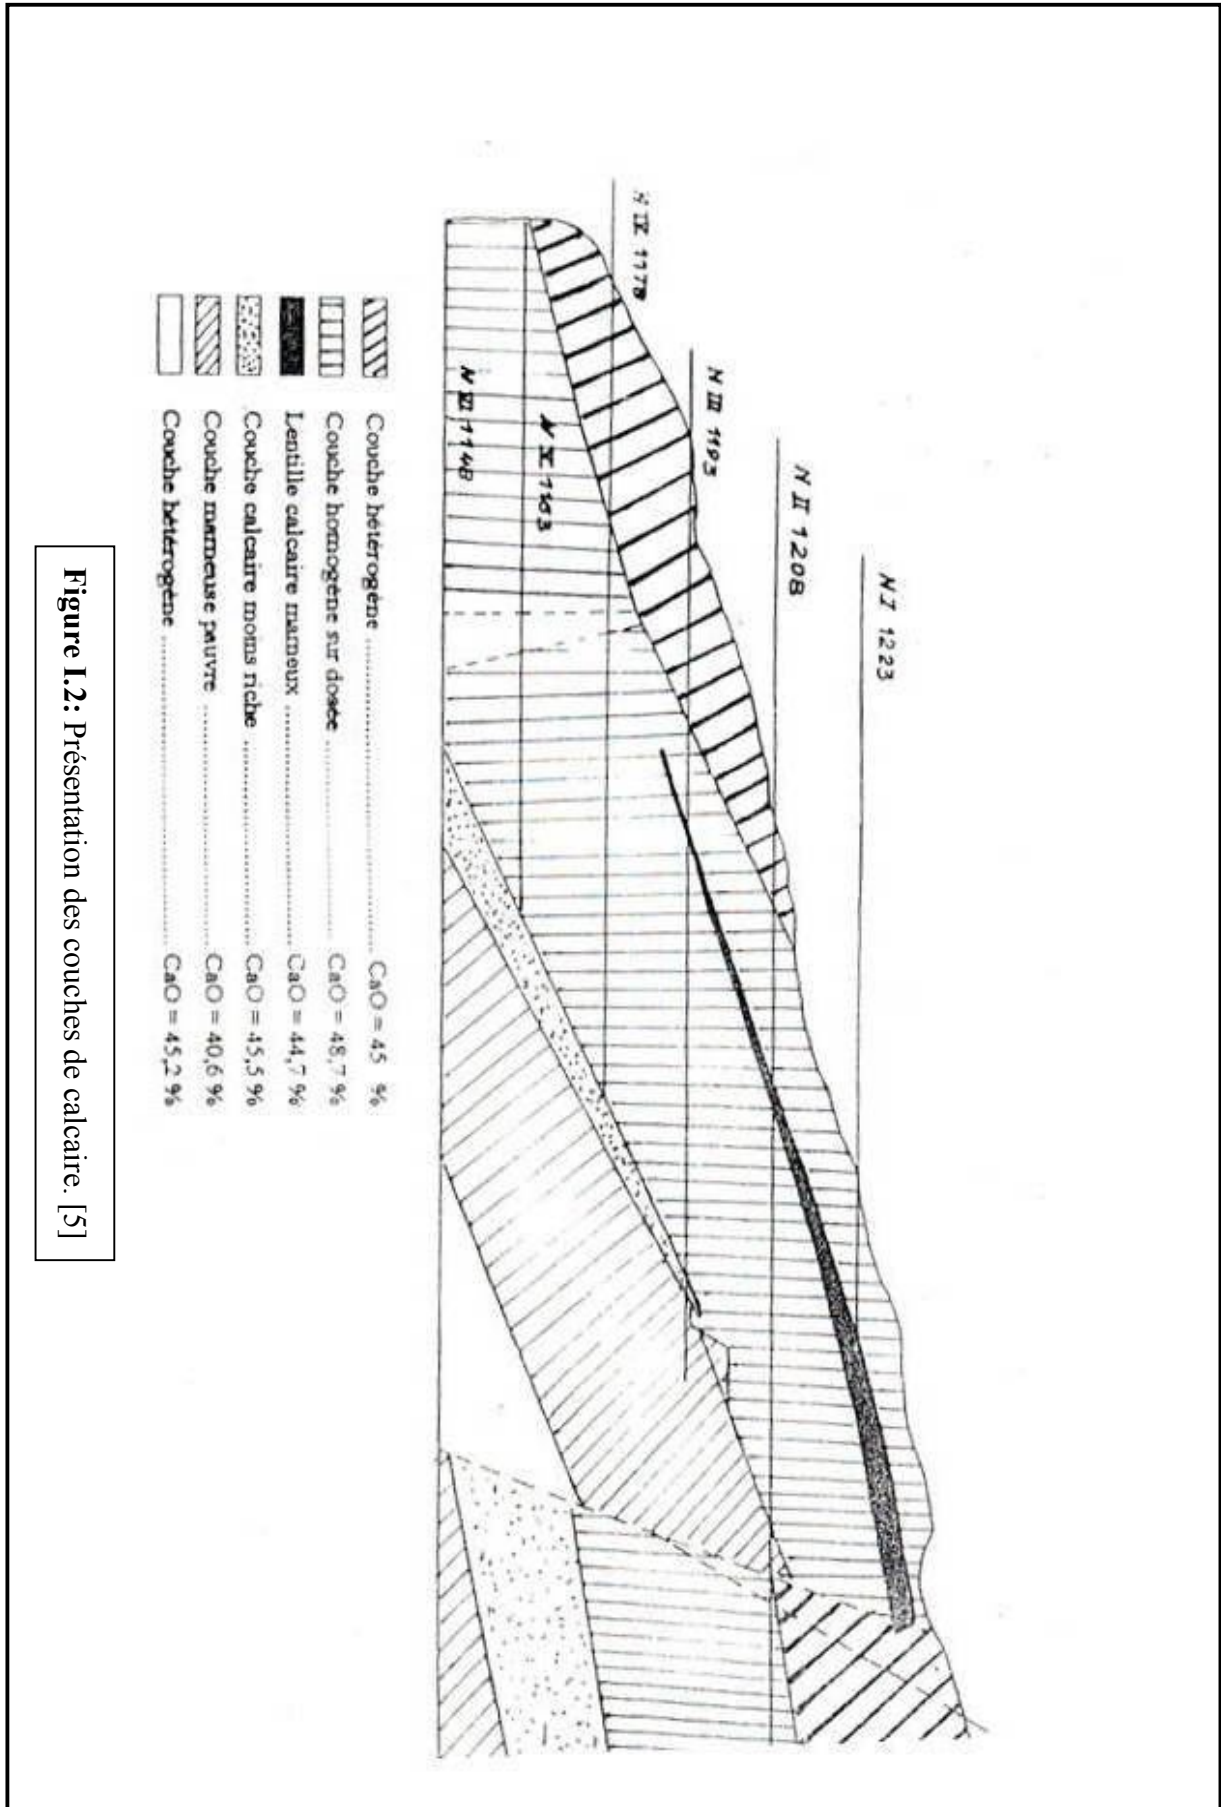 N I 1223
N II 1208
N III 1193
N IX 1178
N X 1163
N XI 1148
Couche hétérogène ........................ CaO = 45 %
Couche homogène sur dosée ........................ CaO = 48,7 %
Lentille calcaire marneux ........................ CaO = 44,7 %
Couche calcaire moins riche ........................ CaO = 45,5 %
Couche marneuse pauvre ........................ CaO = 40,6 %
Couche hétérogène ........................ CaO = 45,2 %
Figure I.2: Présentation des couches de calcaire. [5]